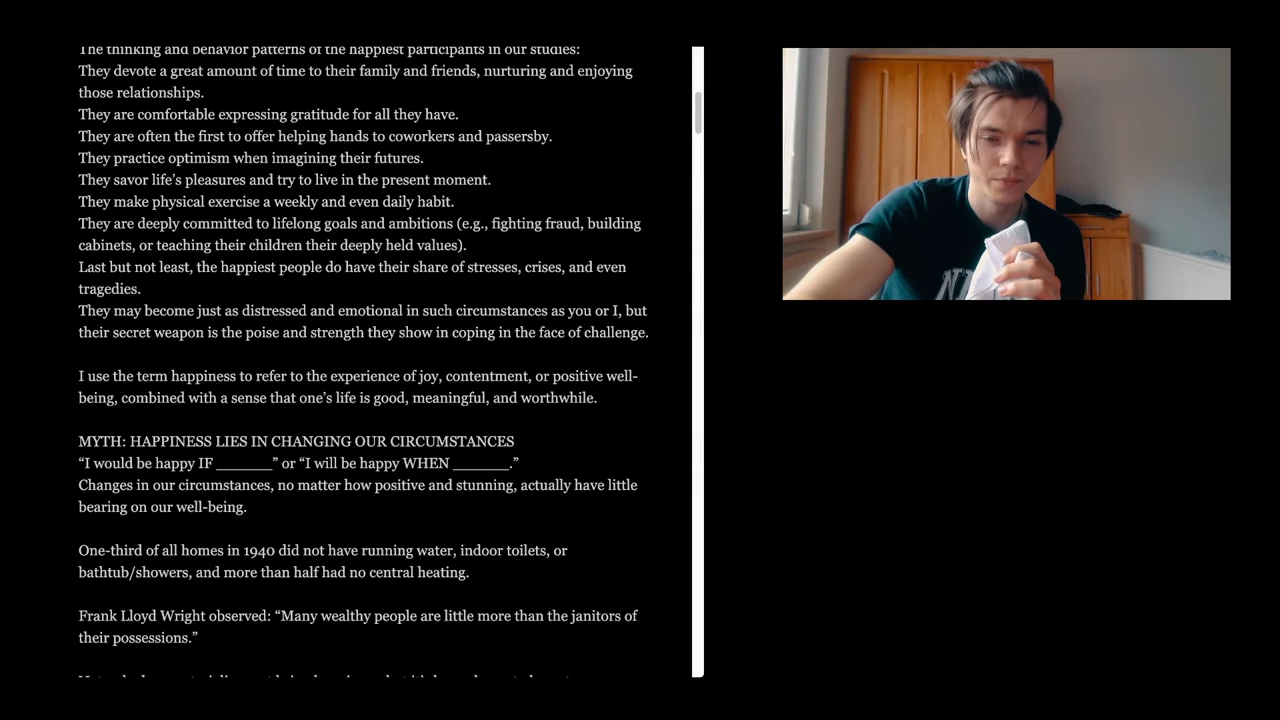 The thinking and behavior patterns of the happiest participants in our studies:
They devote a great amount of time to their family and friends, nurturing and enjoying
those relationships.
They are comfortable expressing gratitude for all they have.
They are often the first to offer helping hands to coworkers and passersby.
They practice optimism when imagining their futures.
They savor life’s pleasures and try to live in the present moment.
They make physical exercise a weekly and even daily habit.
They are deeply committed to lifelong goals and ambitions (e.g., fighting fraud, building
cabinets, or teaching their children their deeply held values).
Last but not least, the happiest people do have their share of stresses, crises, and even
tragedies.
They may become just as distressed and emotional in such circumstances as you or I, but
their secret weapon is the poise and strength they show in coping in the face of challenge.
I use the term happiness to refer to the experience of joy, contentment, or positive well-
being, combined with a sense that one’s life is good, meaningful, and worthwhile.
MYTH: HAPPINESS LIES IN CHANGING OUR CIRCUMSTANCES
“I would be happy IF ______” or “I will be happy WHEN ______.”
Changes in our circumstances, no matter how positive and stunning, actually have little
bearing on our well-being.
One-third of all homes in 1940 did not have running water, indoor toilets, or
bathtub/showers, and more than half had no central heating.
Frank Lloyd Wright observed: “Many wealthy people are little more than the janitors of
their possessions.”